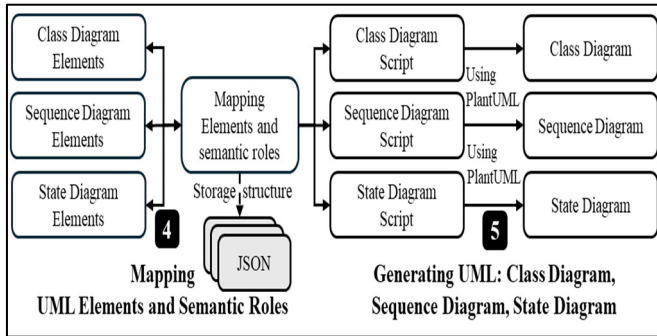 Class Diagram
Elements
Sequence Diagram
Elements
State Diagram
Elements
4
Mapping
Elements and
semantic roles
Storage structure
JSON
Mapping
UML Elements and Semantic Roles
Class Diagram
Script
Sequence Diagram
Script
State Diagram
Script
Using
PlantUML
Using
PlantUML
5
Class Diagram
Sequence Diagram
State Diagram
Generating UML: Class Diagram,
Sequence Diagram, State Diagram